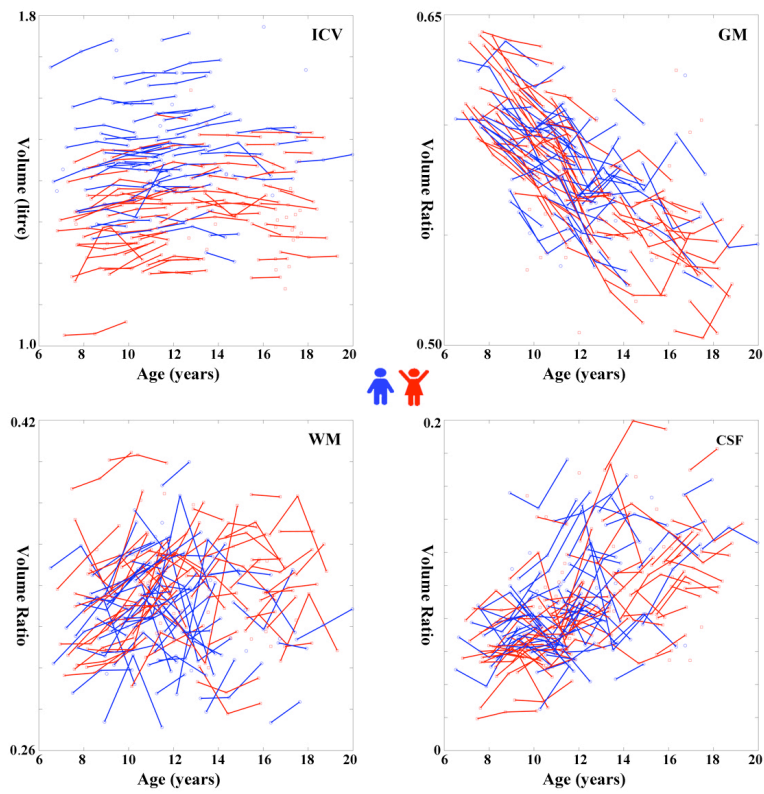 1.8
ICV
Volume (litre)
1.0
6 8 10 12 14 16 18 20
Age (years)
0.65
GM
Volume Ratio
0.50
6 8 10 12 14 16 18 20
Age (years)
0.42
WM
Volume Ratio
0.26
6 8 10 12 14 16 18 20
Age (years)
0.2
CSF
Volume Ratio
0
6 8 10 12 14 16 18 20
Age (years)